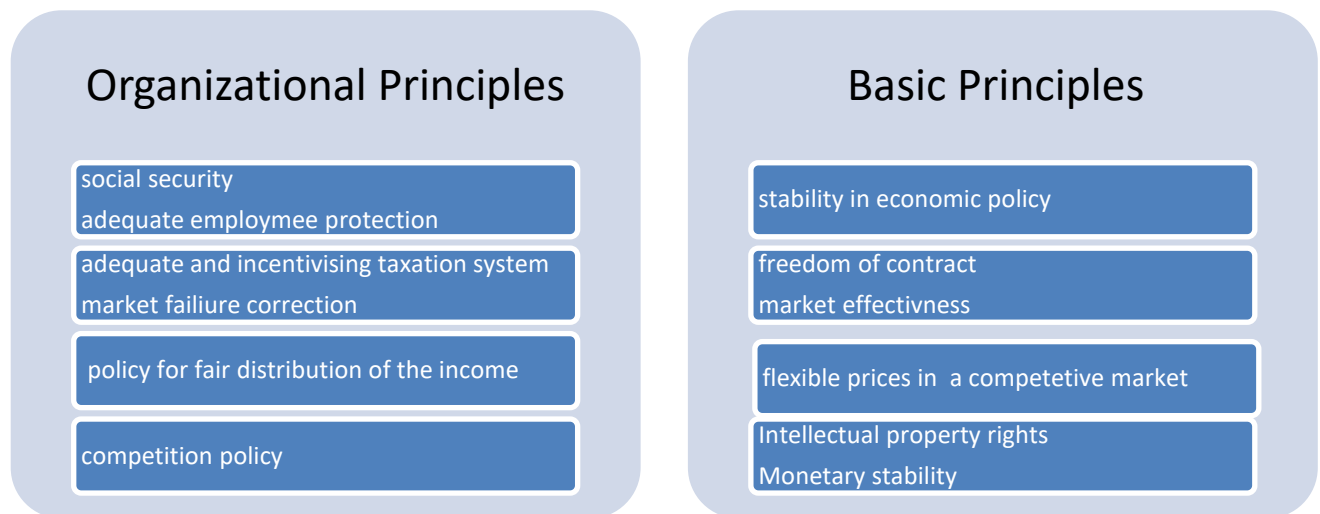 Organizational Principles
social security
adequate employmee protection
adequate and incentivising taxation system
market failiure correction
policy for fair distribution of the income
competition policy
Basic Principles
stability in economic policy
freedom of contract
market effectivness
flexible prices in a competetive market
Intellectual property rights
Monetary stability